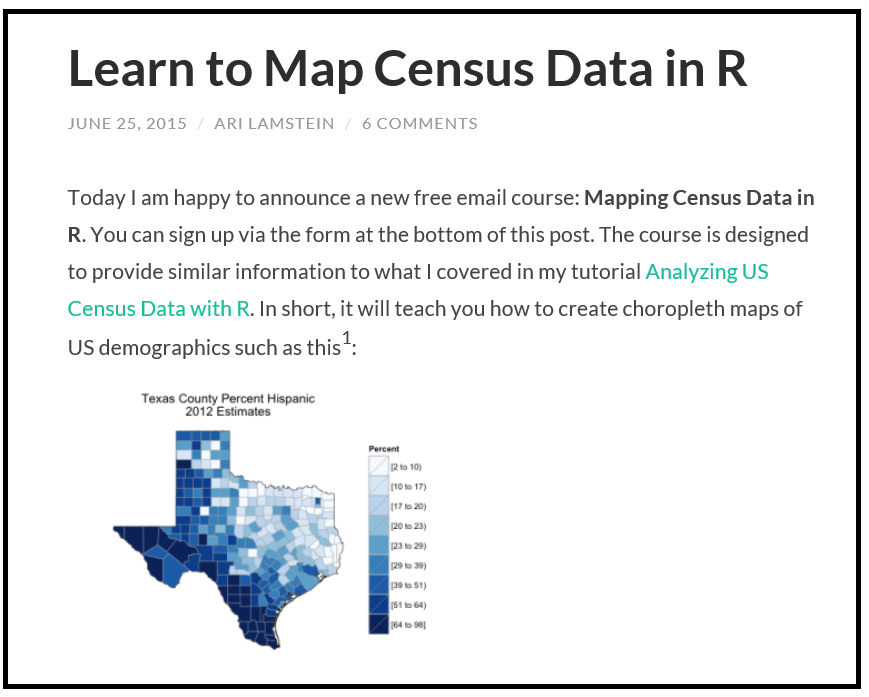 Learn to Map Census Data in R
JUNE 25, 2015 / ARI LAMSTEIN / 6 COMMENTS
Today I am happy to announce a new free email course: Mapping Census Data in
R. You can sign up via the form at the bottom of this post. The course is designed
to provide similar information to what I covered in my tutorial Analyzing US
Census Data with R. In short, it will teach you how to create choropleth maps of
US demographics such as this1:
Texas County Percent Hispanic
2012 Estimates
Percent
[2 to 10)
[10 to 17)
[17 to 20)
[20 to 23)
[23 to 29)
[29 to 39)
[39 to 51)
[51 to 64)
[64 to 98]